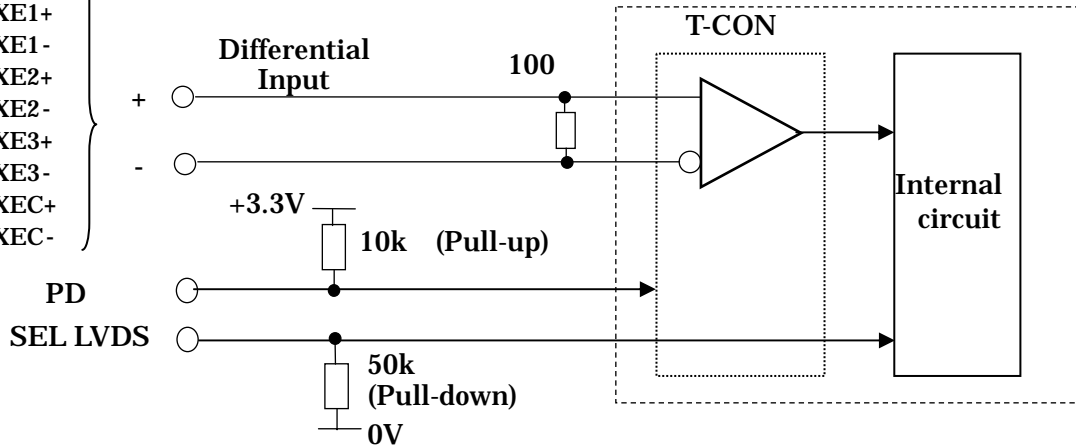 XE1+
XE1-
XE2+
XE2-
XE3+
XE3-
XEC+
XEC-
+
-
Differential
Input
100
T-CON
Internal
circuit
+3.3V
10k (Pull-up)
PD
SEL LVDS
50k
(Pull-down)
0V